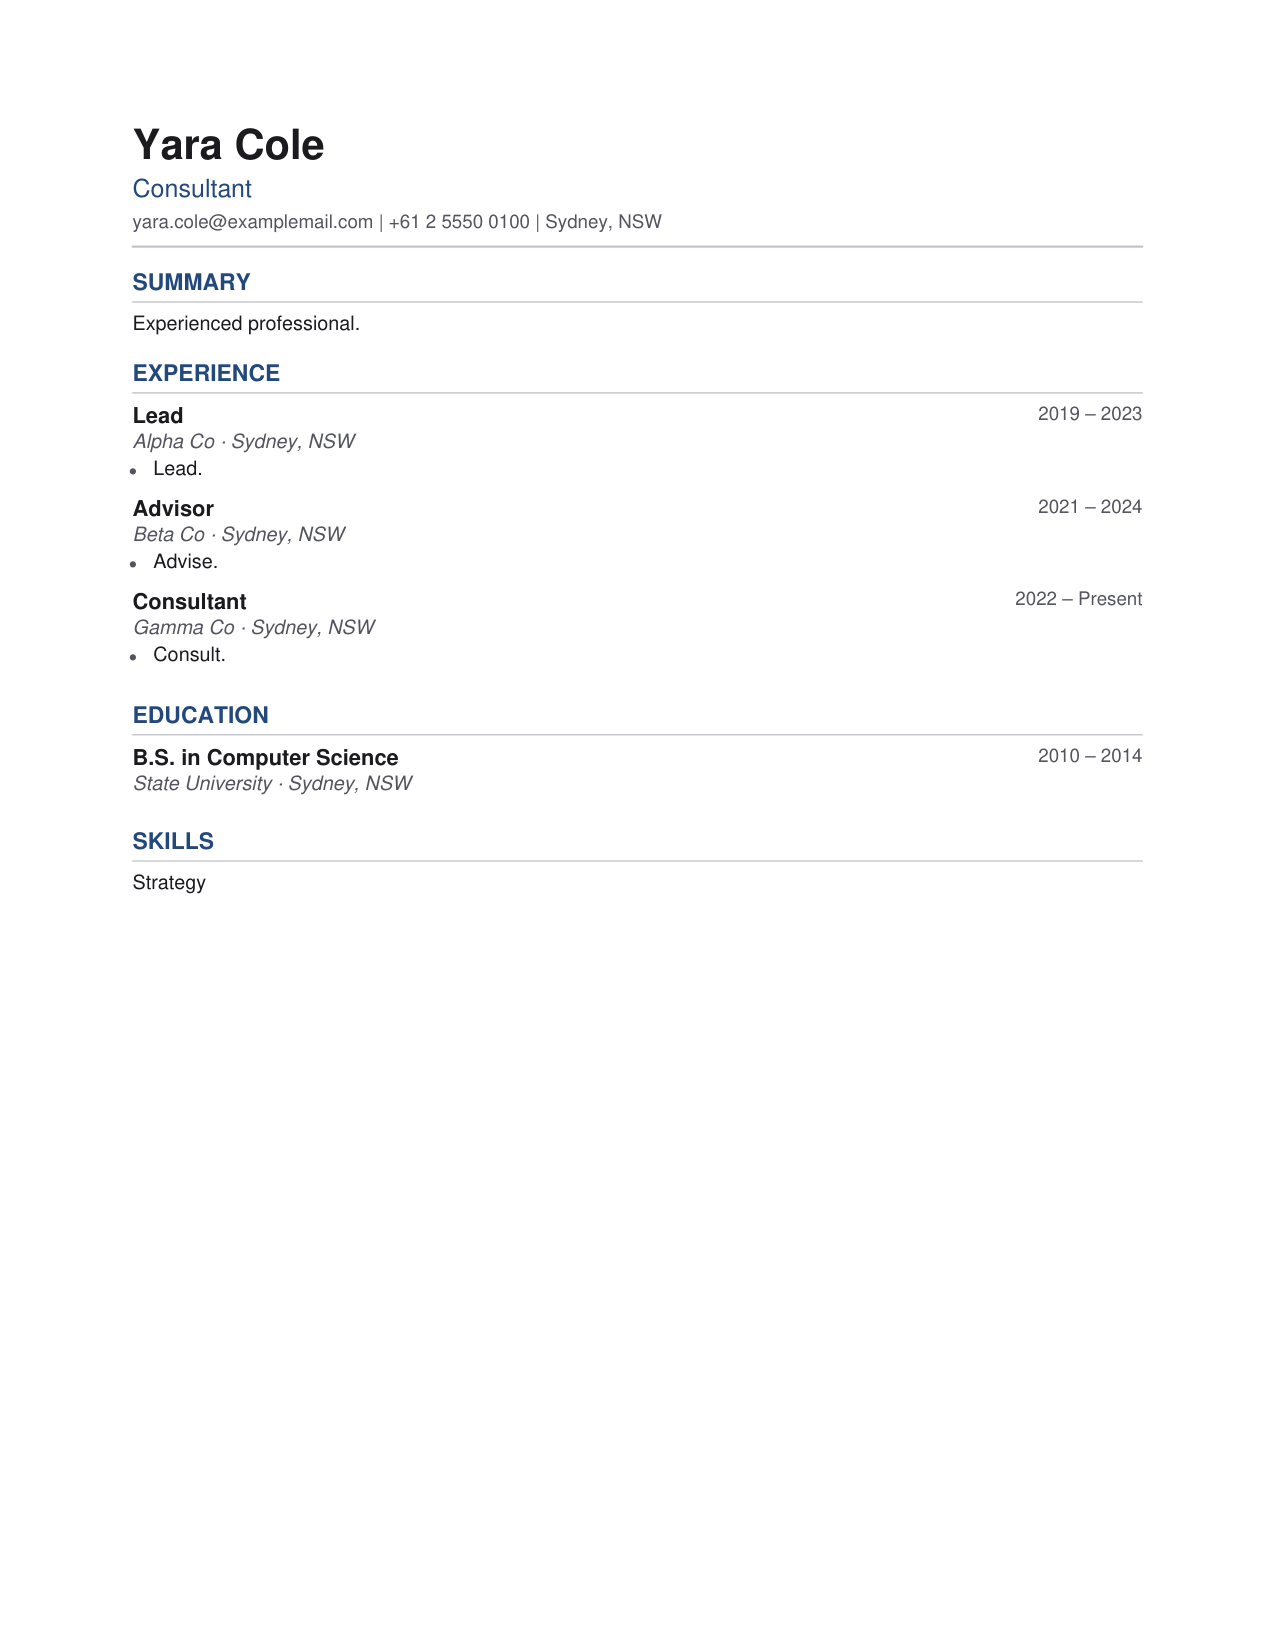 Yara Cole
Consultant
yara.cole@examplemail.com | +61 2 5550 0100 | Sydney, NSW
SUMMARY
Experienced professional.
EXPERIENCE
Lead 2019 – 2023
Alpha Co · Sydney, NSW
• Lead.
Advisor 2021 – 2024
Beta Co · Sydney, NSW
• Advise.
Consultant 2022 – Present
Gamma Co · Sydney, NSW
• Consult.
EDUCATION
B.S. in Computer Science 2010 – 2014
State University · Sydney, NSW
SKILLS
Strategy